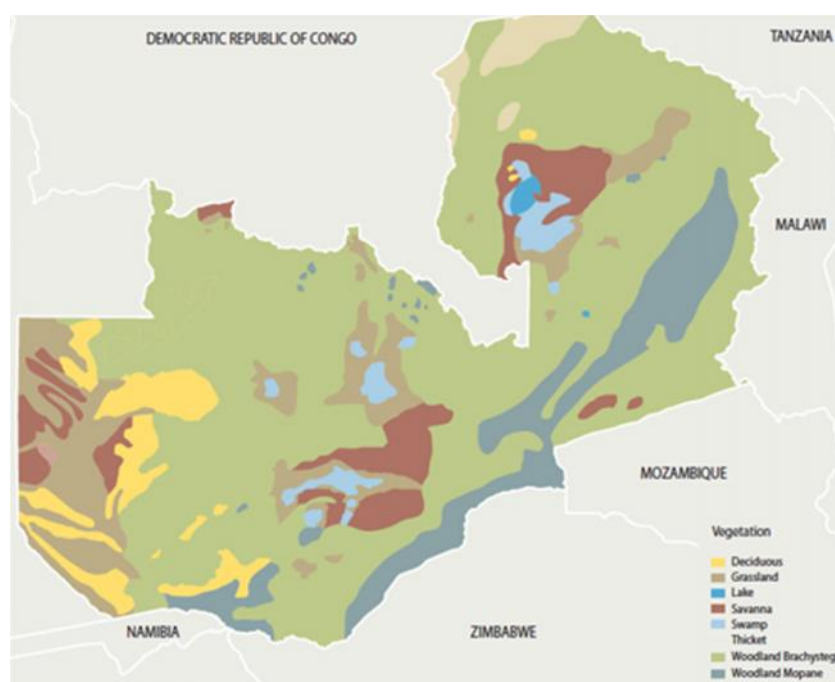 DEMOCRATIC REPUBLIC OF CONGO
TANZANIA
MALAWI
MOZAMBIQUE
ZIMBABWE
NAMIBIA
Vegetation
Deciduous
Grassland
Lake
Savanna
Swamp
Thicket
Woodland Brachysteg
Woodland Mopane